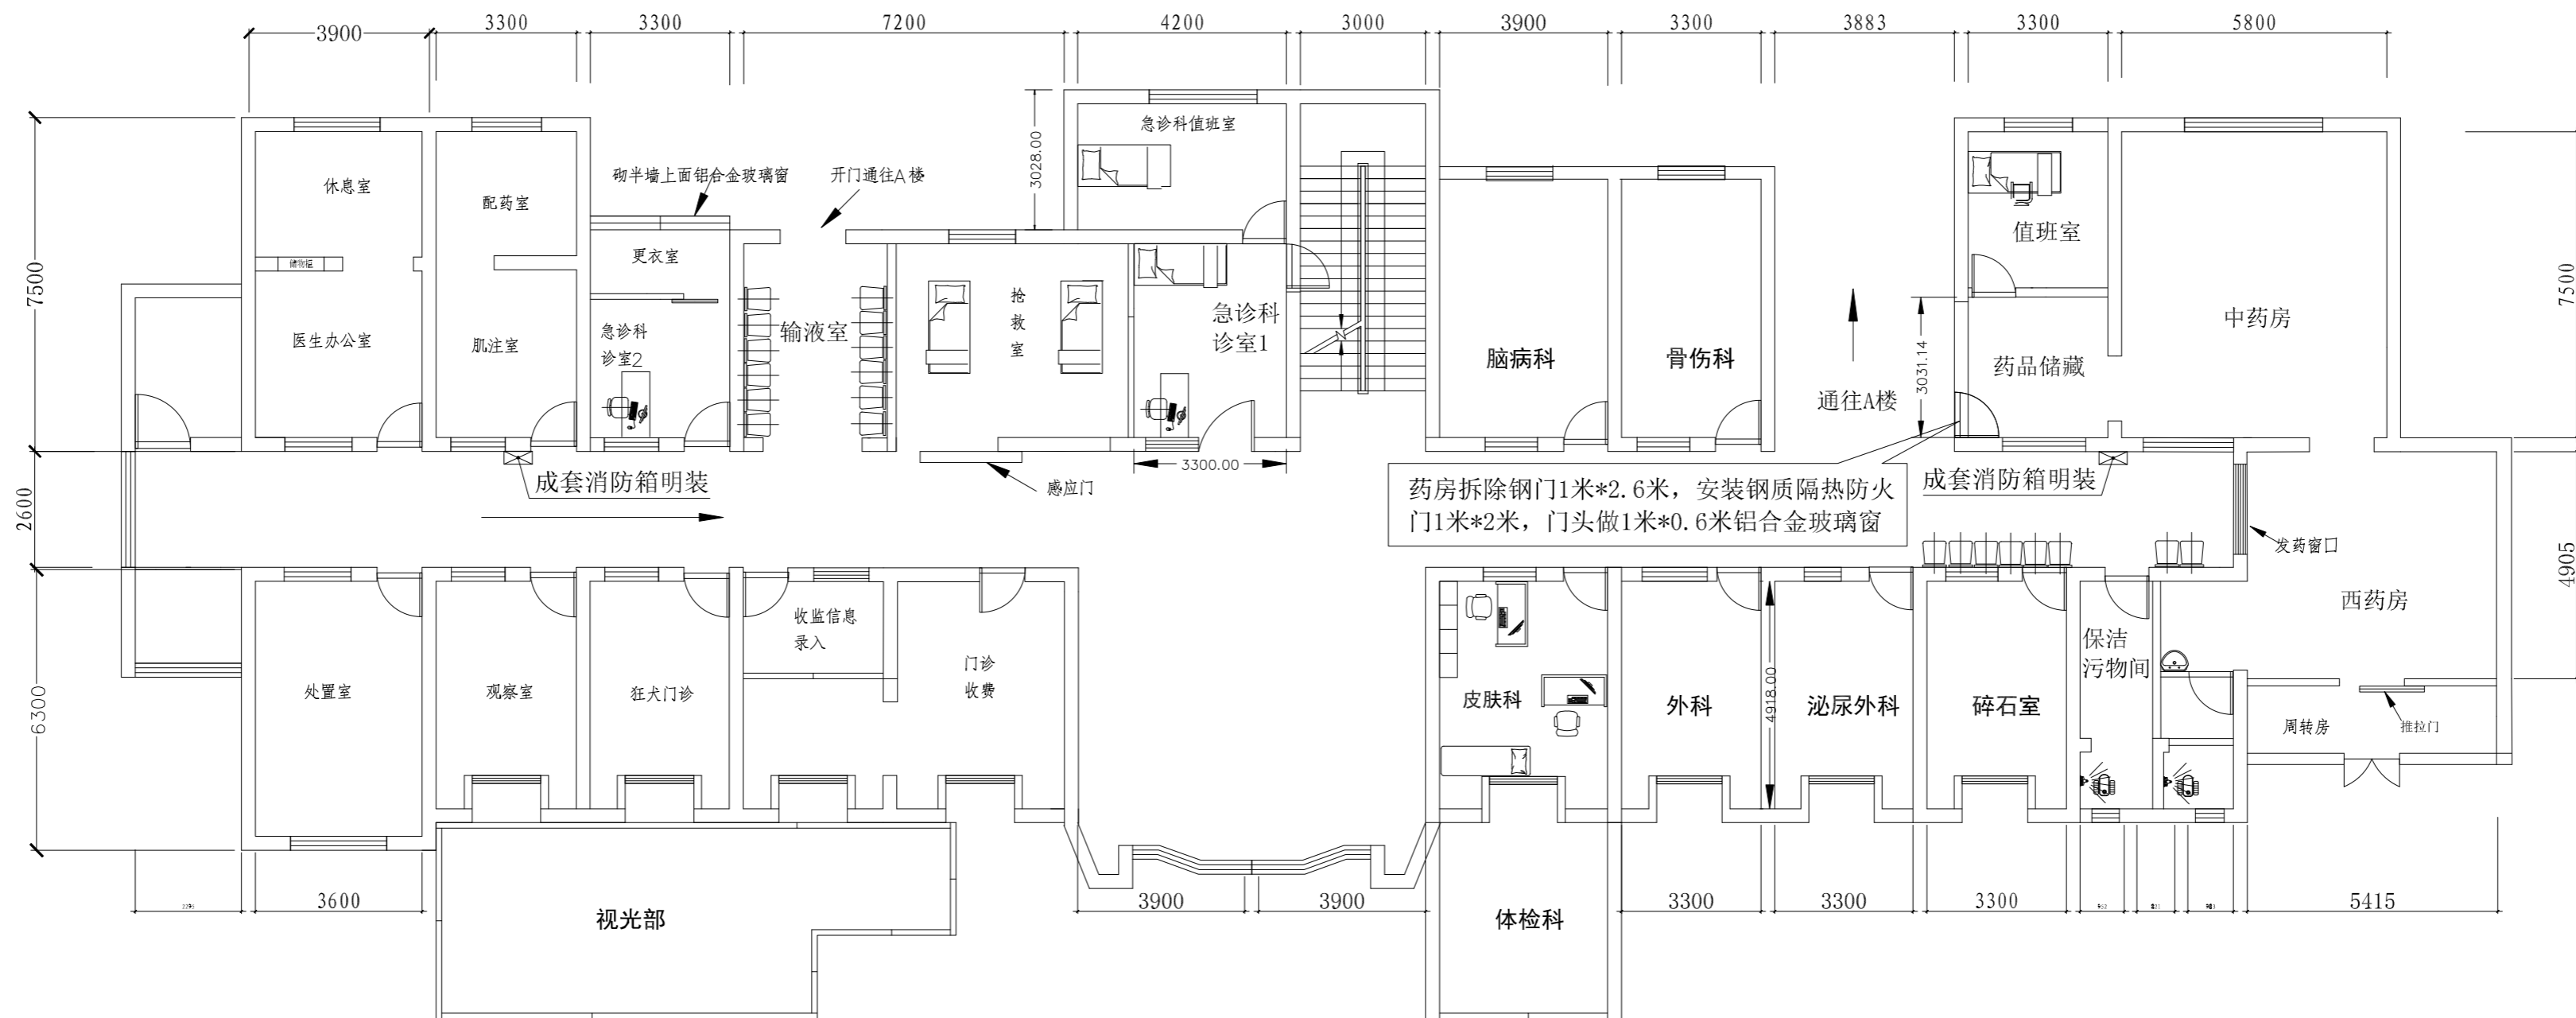 3900
3300
3300
7200
4200
3000
3900
3300
3883
3300
5800
7500
2600
6300
3028.00
急诊科值班室
砌半墙上面铝合金玻璃窗
开门通往A楼
休息室
配药室
更衣室
储物柜
医生办公室
肌注室
急诊科
诊室2
输液室
抢
救
室
急诊科
诊室1
脑病科
骨伤科
通往A楼
3031.14
值班室
药品储藏
中药房
7500
成套消防箱明装
3300.00
感应门
药房拆除钢门1米*2.6米，安装钢质隔热防火
门1米*2米，门头做1米*0.6米铝合金玻璃窗
成套消防箱明装
发药窗口
4905
西药房
处置室
观察室
狂犬门诊
收监信息
录入
门诊
收费
皮肤科
外科
4918.00
泌尿外科
碎石室
保洁
污物间
周转房
推拉门
3600
视光部
3900
3900
体检科
3300
3300
3300
5415